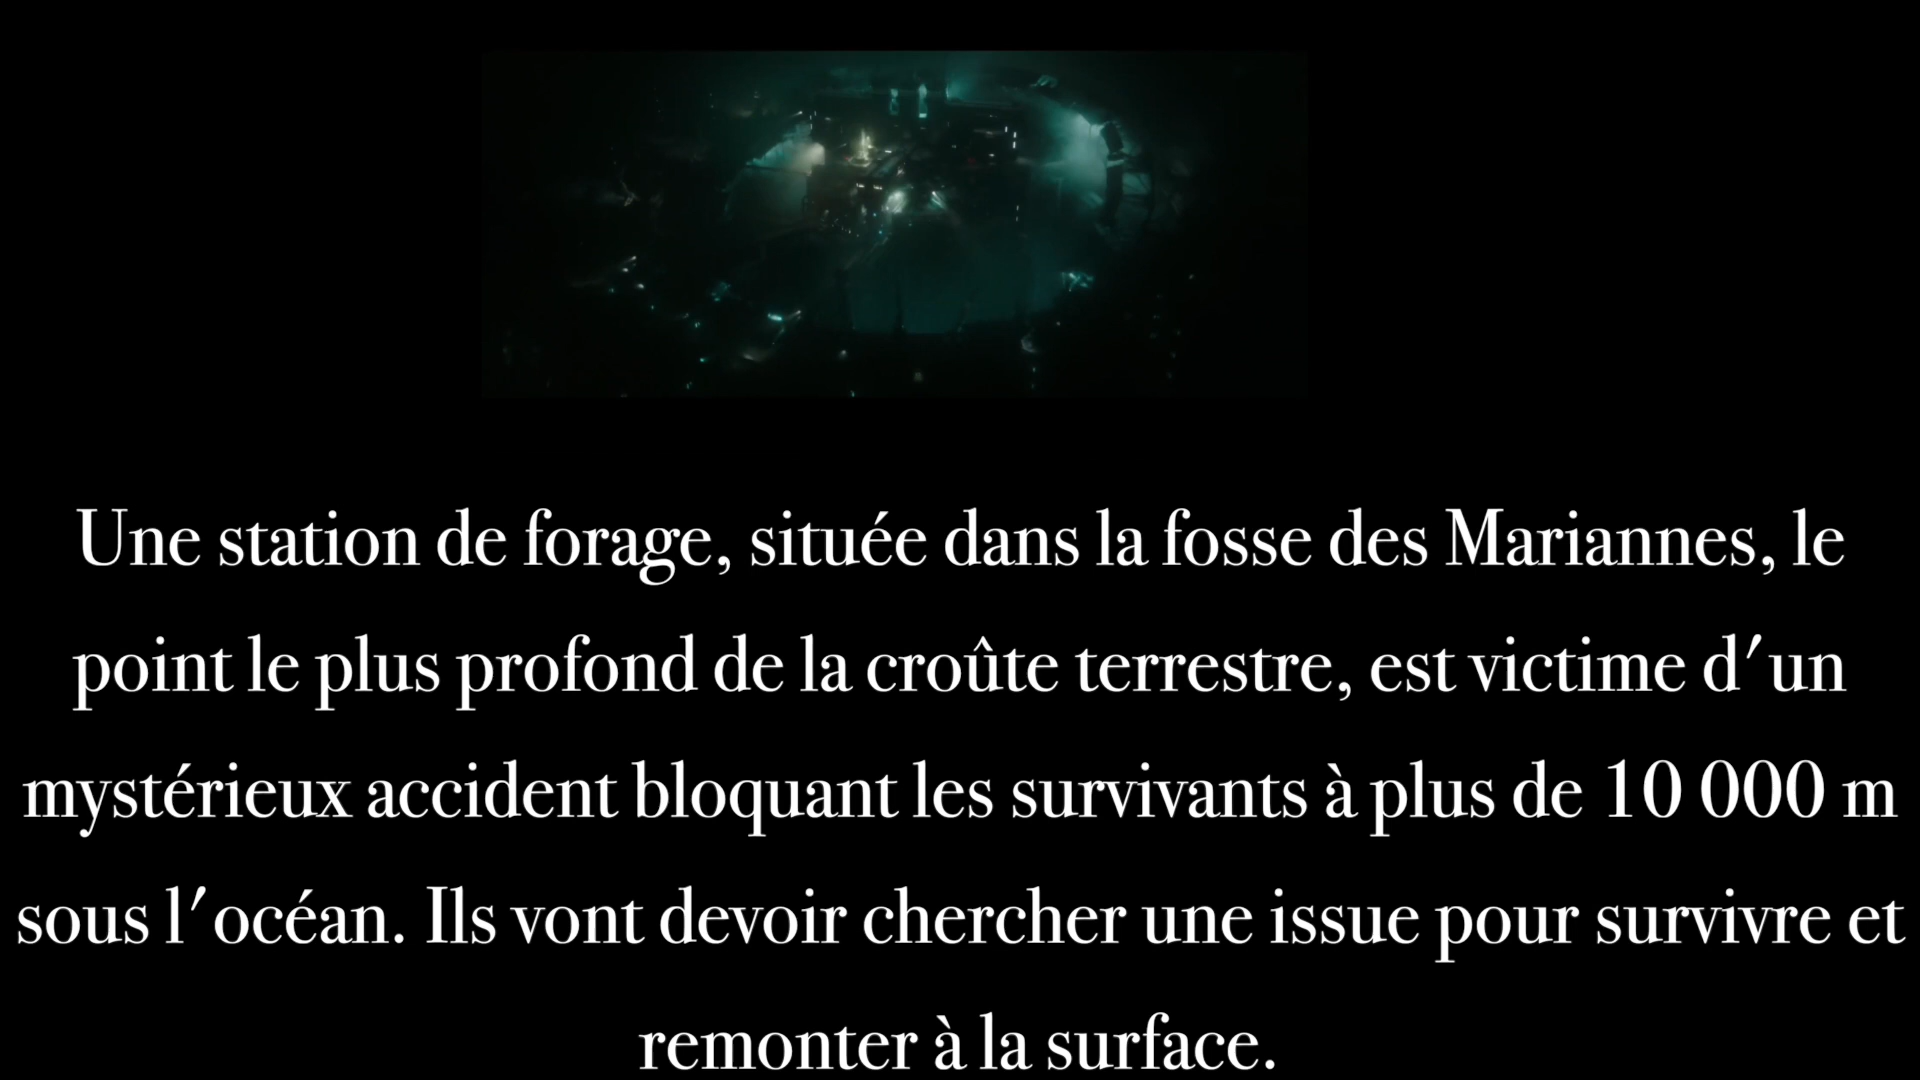 Une station de forage, située dans la fosse des Mariannes, le
point le plus profond de la croûte terrestre, est victime d'un
mystérieux accident bloquant les survivants à plus de 10 000 m
sous l'océan. Ils vont devoir chercher une issue pour survivre et
remonter à la surface.